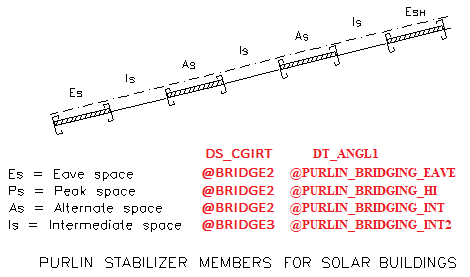 Es Is As Is As Is EsH
DS_CGIRT DT_ANGL1
Es = Eave space @BRIDGE2 @PURLIN_BRIDGING_EAVE
Ps = Peak space @BRIDGE2 @PURLIN_BRIDGING_HI
As = Alternate space @BRIDGE2 @PURLIN_BRIDGING_INT
Is = Intermediate space @BRIDGE3 @PURLIN_BRIDGING_INT2
PURLIN STABILIZER MEMBERS FOR SOLAR BUILDINGS